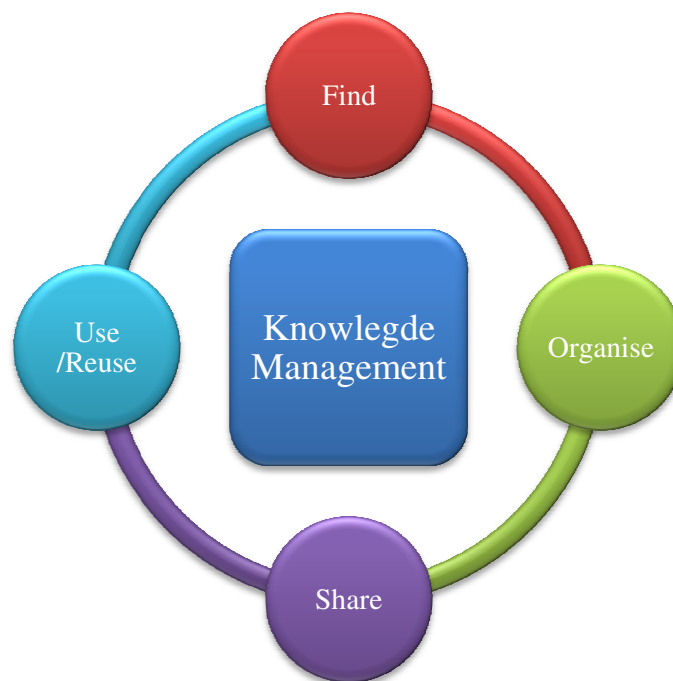 Find
Knowlegde
Management
Organise
Share
Use
/Reuse